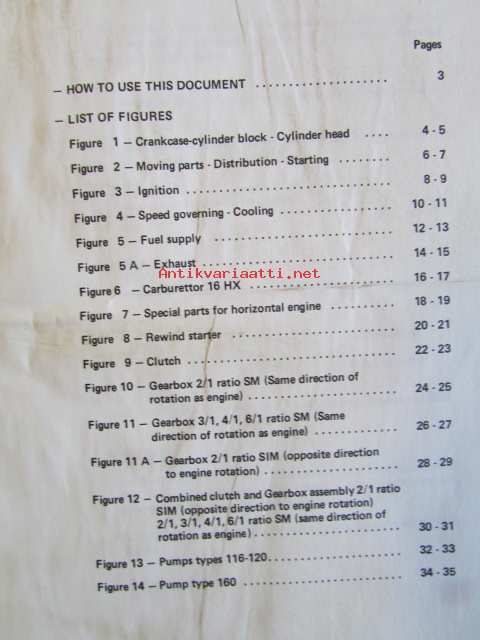 Pages
— HOW TO USE THIS DOCUMENT .................... 3
— LIST OF FIGURES
Figure 1 — Crankcase-cylinder block - Cylinder head .... 4 - 5
Figure 2 — Moving parts - Distribution - Starting ........ 6 - 7
Figure 3 — Ignition ............................... 8 - 9
Figure 4 — Speed governing - Cooling ................. 10 - 11
Figure 5 — Fuel supply ........................... 12 - 13
Figure 5 A — Exhaust ............................. 14 - 15
Antikvariaatti.net
Figure 6 — Carburettor 16 HX ...................... 16 - 17
Figure 7 — Special parts for horizontal engine .......... 18 - 19
Figure 8 — Rewind starter ......................... 20 - 21
Figure 9 — Clutch ................................ 22 - 23
Figure 10 — Gearbox 2/1 ratio SM (Same direction of
rotation as engine) ....................... 24 - 25
Figure 11 — Gearbox 3/1, 4/1, 6/1 ratio SM (Same
direction of rotation as engine) ............. 26 - 27
Figure 11 A — Gearbox 2/1 ratio SIM (opposite direction
to engine rotation) ..................... 28 - 29
Figure 12 — Combined clutch and Gearbox assembly 2/1 ratio
SIM (opposite direction to engine rotation)
2/1, 3/1, 4/1, 6/1 ratio SM (same direction of
rotation as engine) ...................... 30 - 31
Figure 13 — Pumps types 116-120.................... 32 - 33
Figure 14 — Pump type 160 ........................ 34 - 35